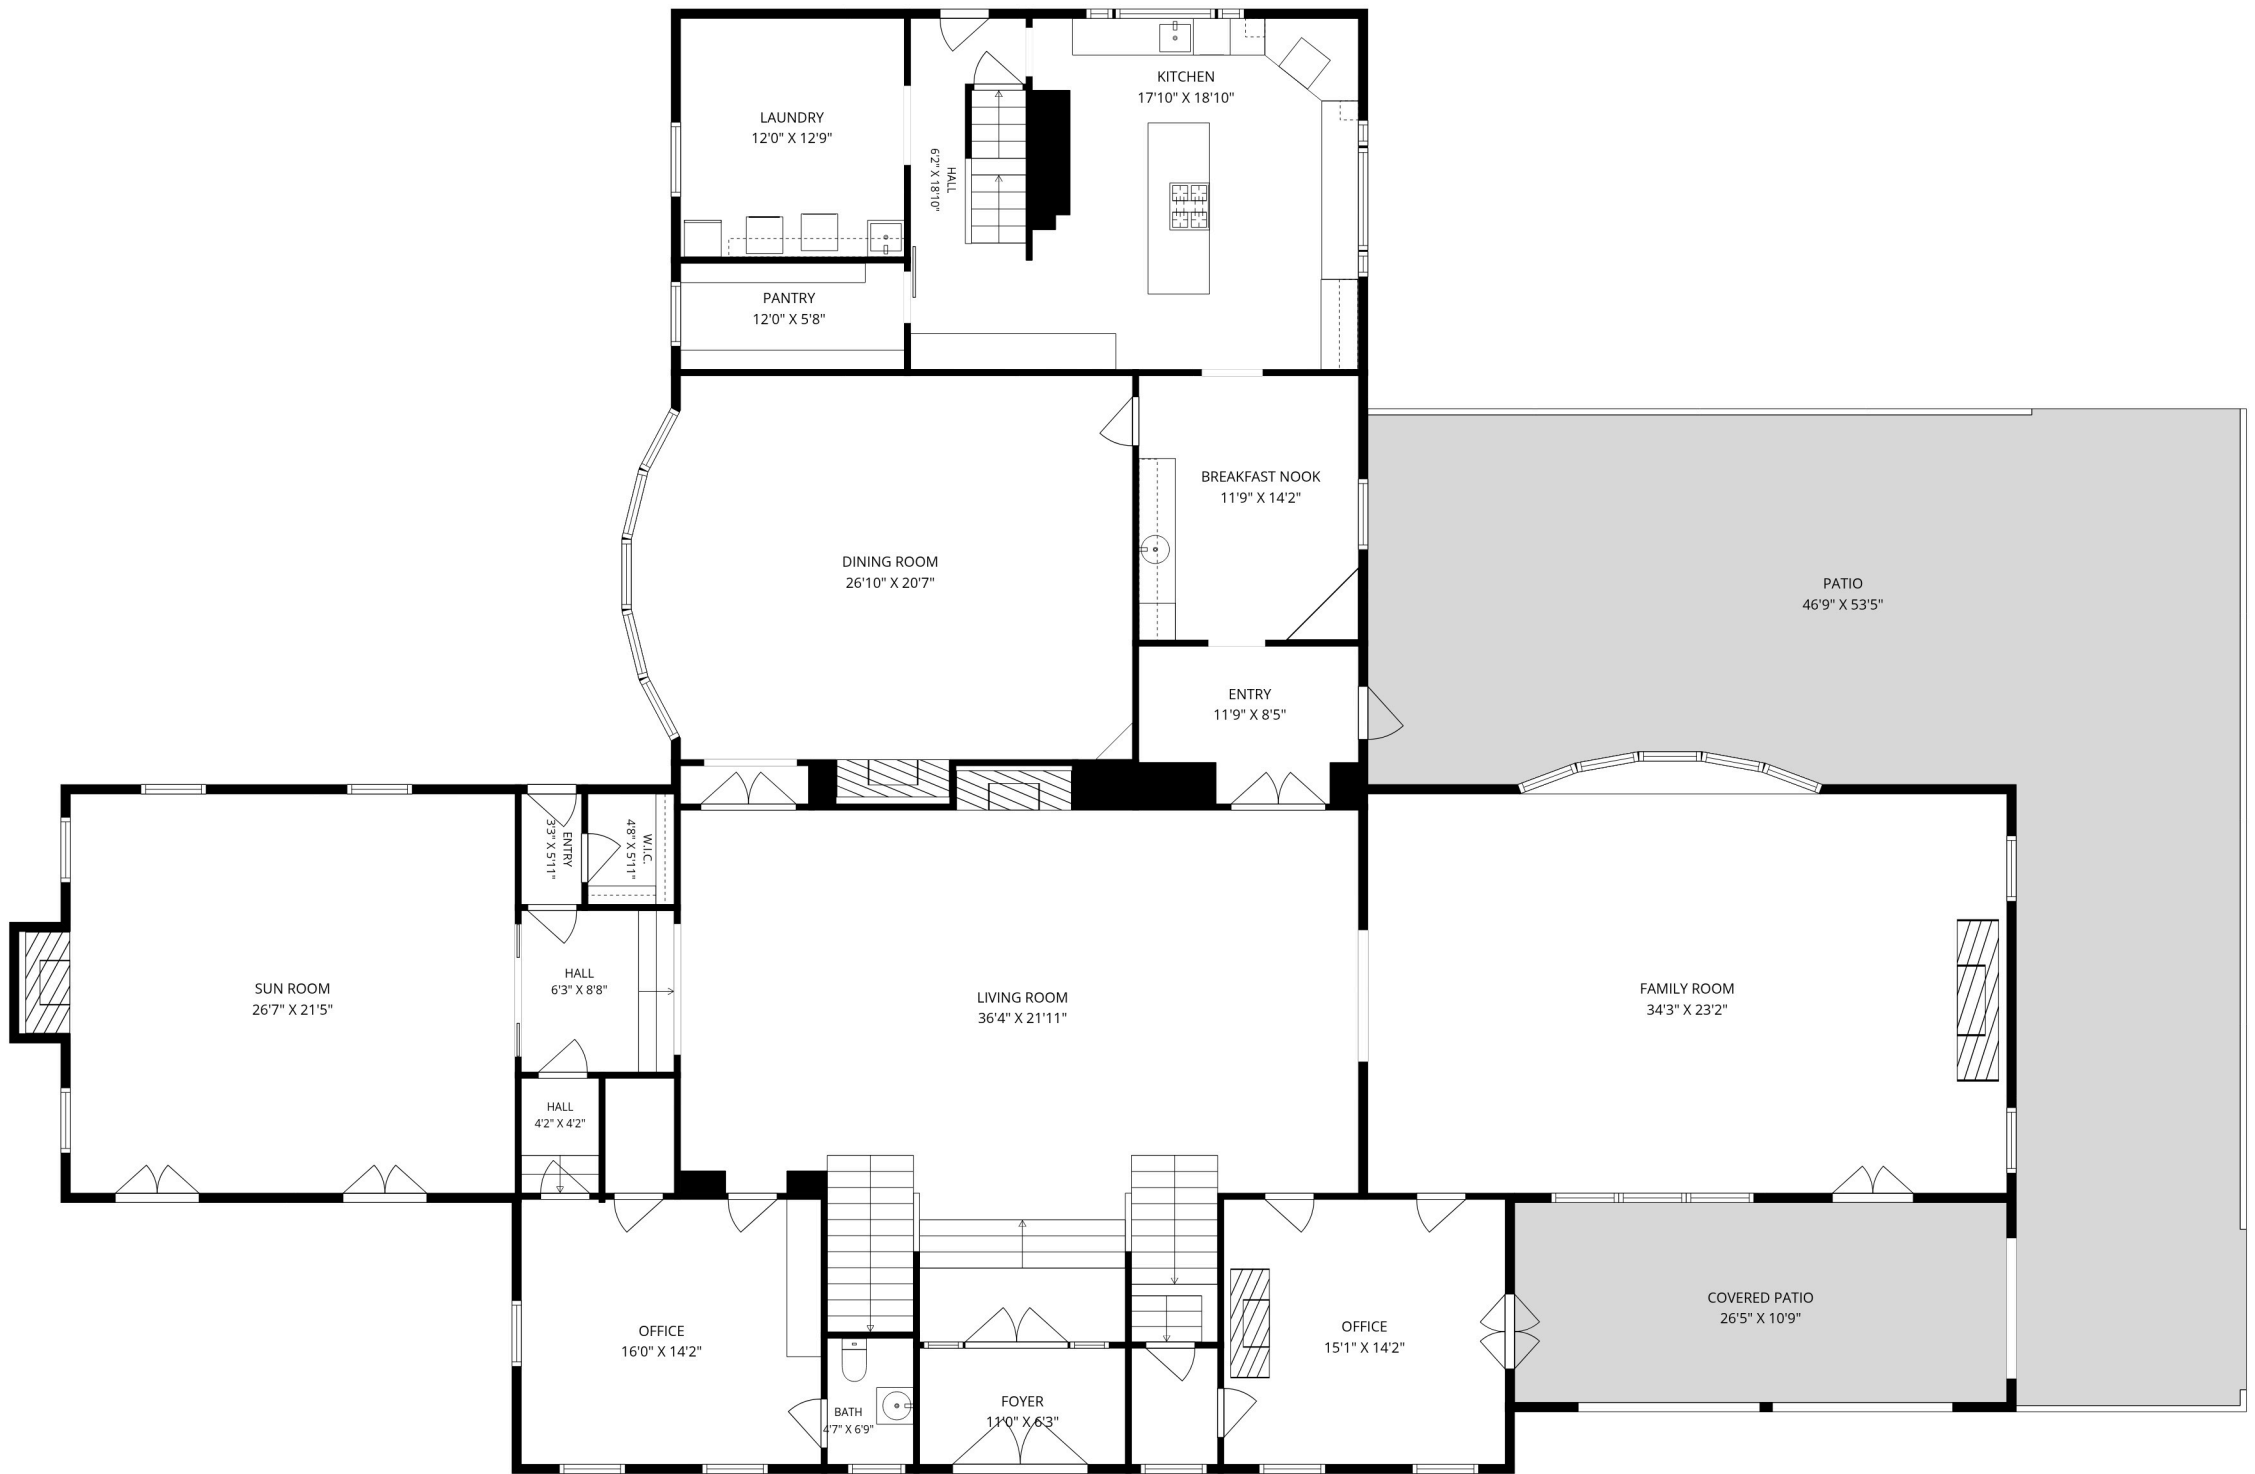 KITCHEN
17'10" X 18'10"
LAUNDRY
12'0" X 12'9"
HALL
6'2" X 18'10"
PANTRY
12'0" X 5'8"
BREAKFAST NOOK
11'9" X 14'2"
DINING ROOM
26'10" X 20'7"
PATIO
46'9" X 53'5"
ENTRY
11'9" X 8'5"
ENTRY
3'3" X 5'11"
W.I.C.
4'8" X 5'11"
HALL
6'3" X 8'8"
SUN ROOM
26'7" X 21'5"
LIVING ROOM
36'4" X 21'11"
FAMILY ROOM
34'3" X 23'2"
HALL
4'2" X 4'2"
COVERED PATIO
26'5" X 10'9"
OFFICE
16'0" X 14'2"
OFFICE
15'1" X 14'2"
FOYER
11'0" X 6'3"
BATH
4'7" X 6'9"